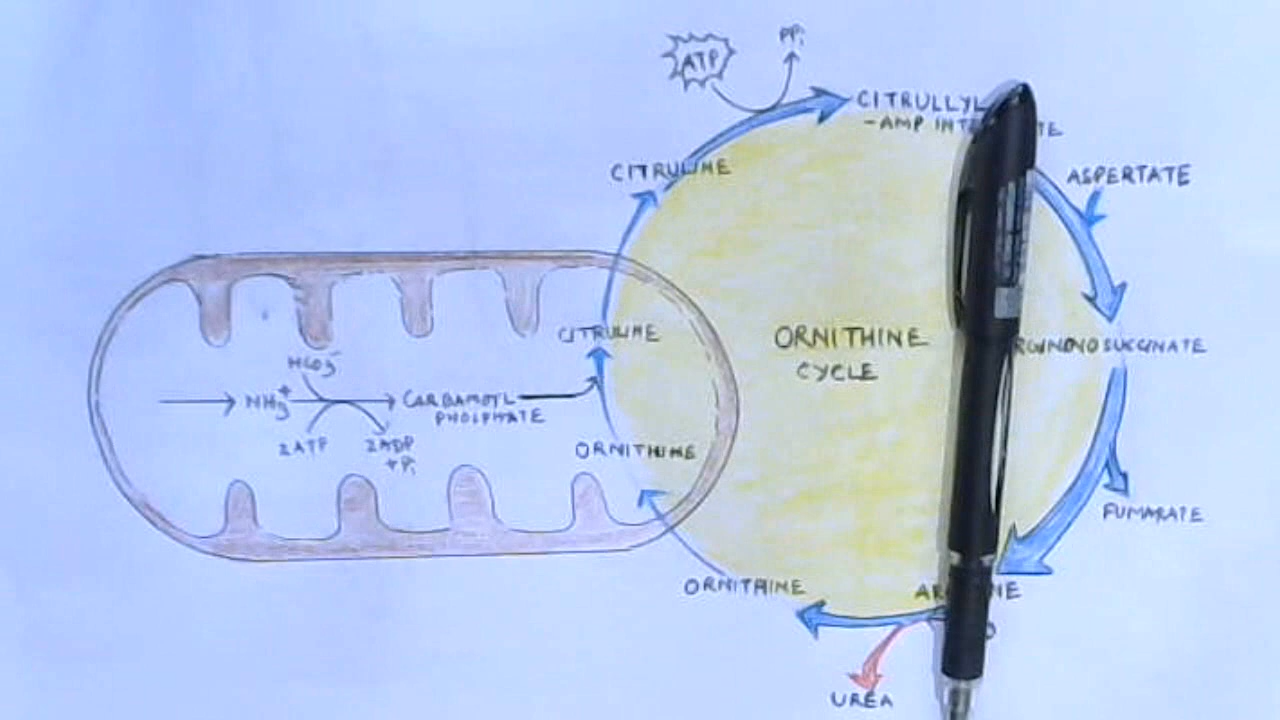 ATP
PPi
CITRULLYL
-AMP
CITRULINE
ASPERTATE
CITRULINE
ORNITHINE
CYCLE
HCO3-
NH3+
CARBAMOYL
PHOSPHATE
2ATP
2ADP
+Pi
ORNITHINE
FUMARATE
ORNITHINE
UREA